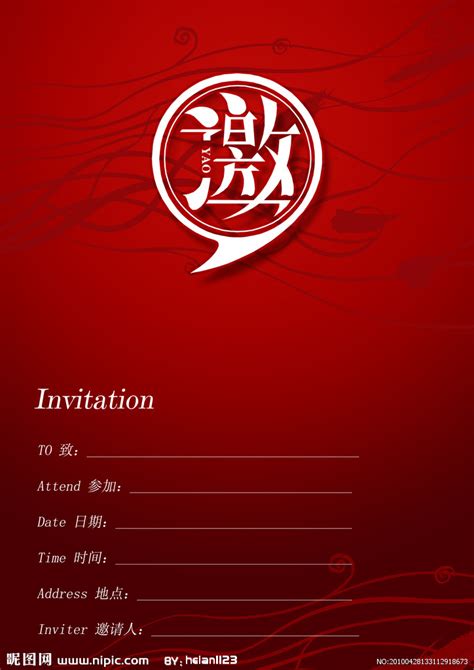 邀
YAO
Invitation
TO 致:
Attend 参加:
Date 日期:
Time 时间:
Address 地点:
Inviter 邀请人:
昵图网 www.nipic.com BY: helanl123 NO:20100428133112918673